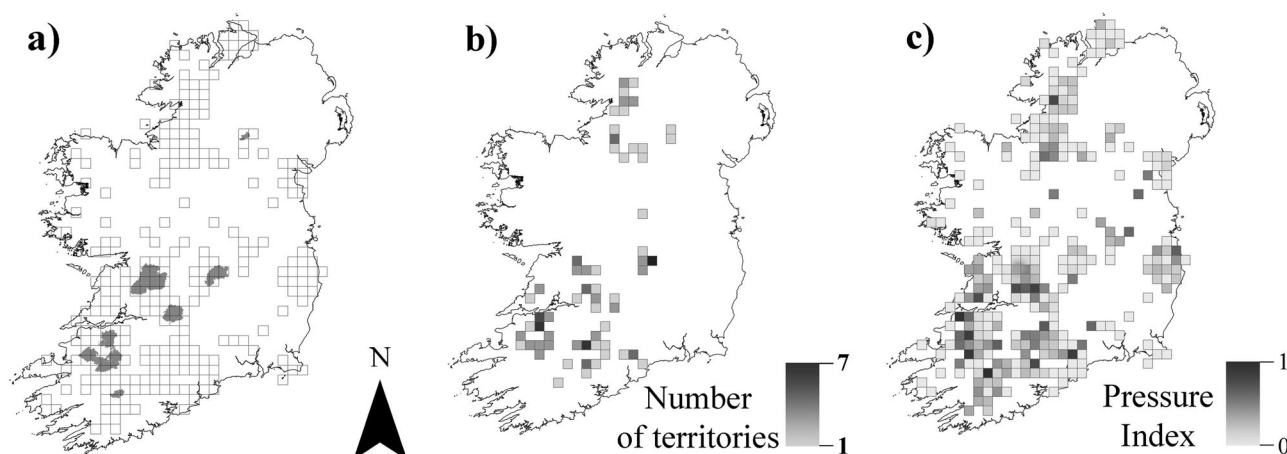 a)
b)
c)
N
Number
of territories
7
1
Pressure
Index
1
0